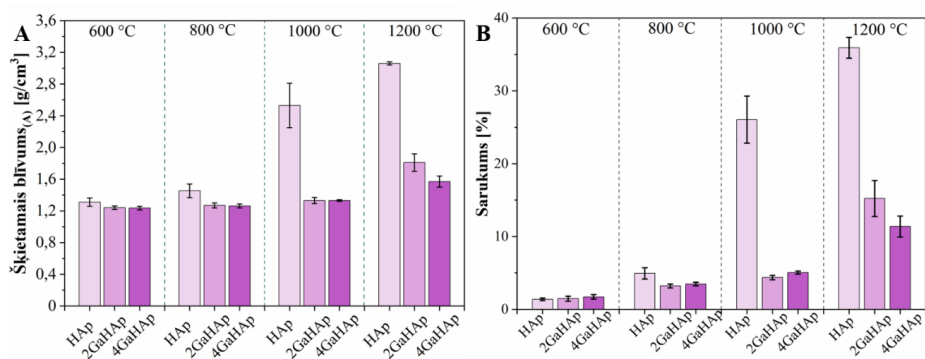 A
Šķietamais blīvums(A) [g/cm³]
3,6
3,2
2,8
2,4
2,0
1,6
1,2
0,8
0,4
0
600 °C
800 °C
1000 °C
1200 °C
HAp
2GaHAp
4GaHAp
HAp
2GaHAp
4GaHAp
HAp
2GaHAp
4GaHAp
HAp
2GaHAp
4GaHAp
B
Sarukums [%]
40
30
20
10
0
600 °C
800 °C
1000 °C
1200 °C
HAp
2GaHAp
4GaHAp
HAp
2GaHAp
4GaHAp
HAp
2GaHAp
4GaHAp
HAp
2GaHAp
4GaHAp